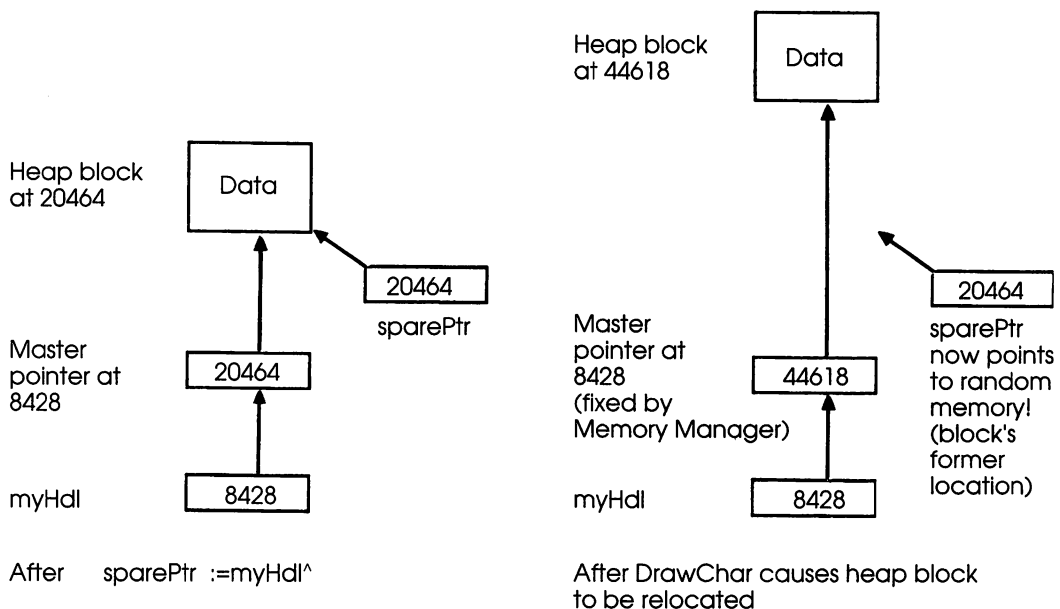 Heap block
at 20464
Data
20464
sparePtr
Master
pointer at
8428
20464
myHdl
8428
After sparePtr :=myHdl^
Heap block
at 44618
Data
20464
sparePtr
now points
to random
memory!
(block's
former
location)
Master
pointer at
8428
(fixed by
Memory Manager)
44618
myHdl
8428
After DrawChar causes heap block
to be relocated